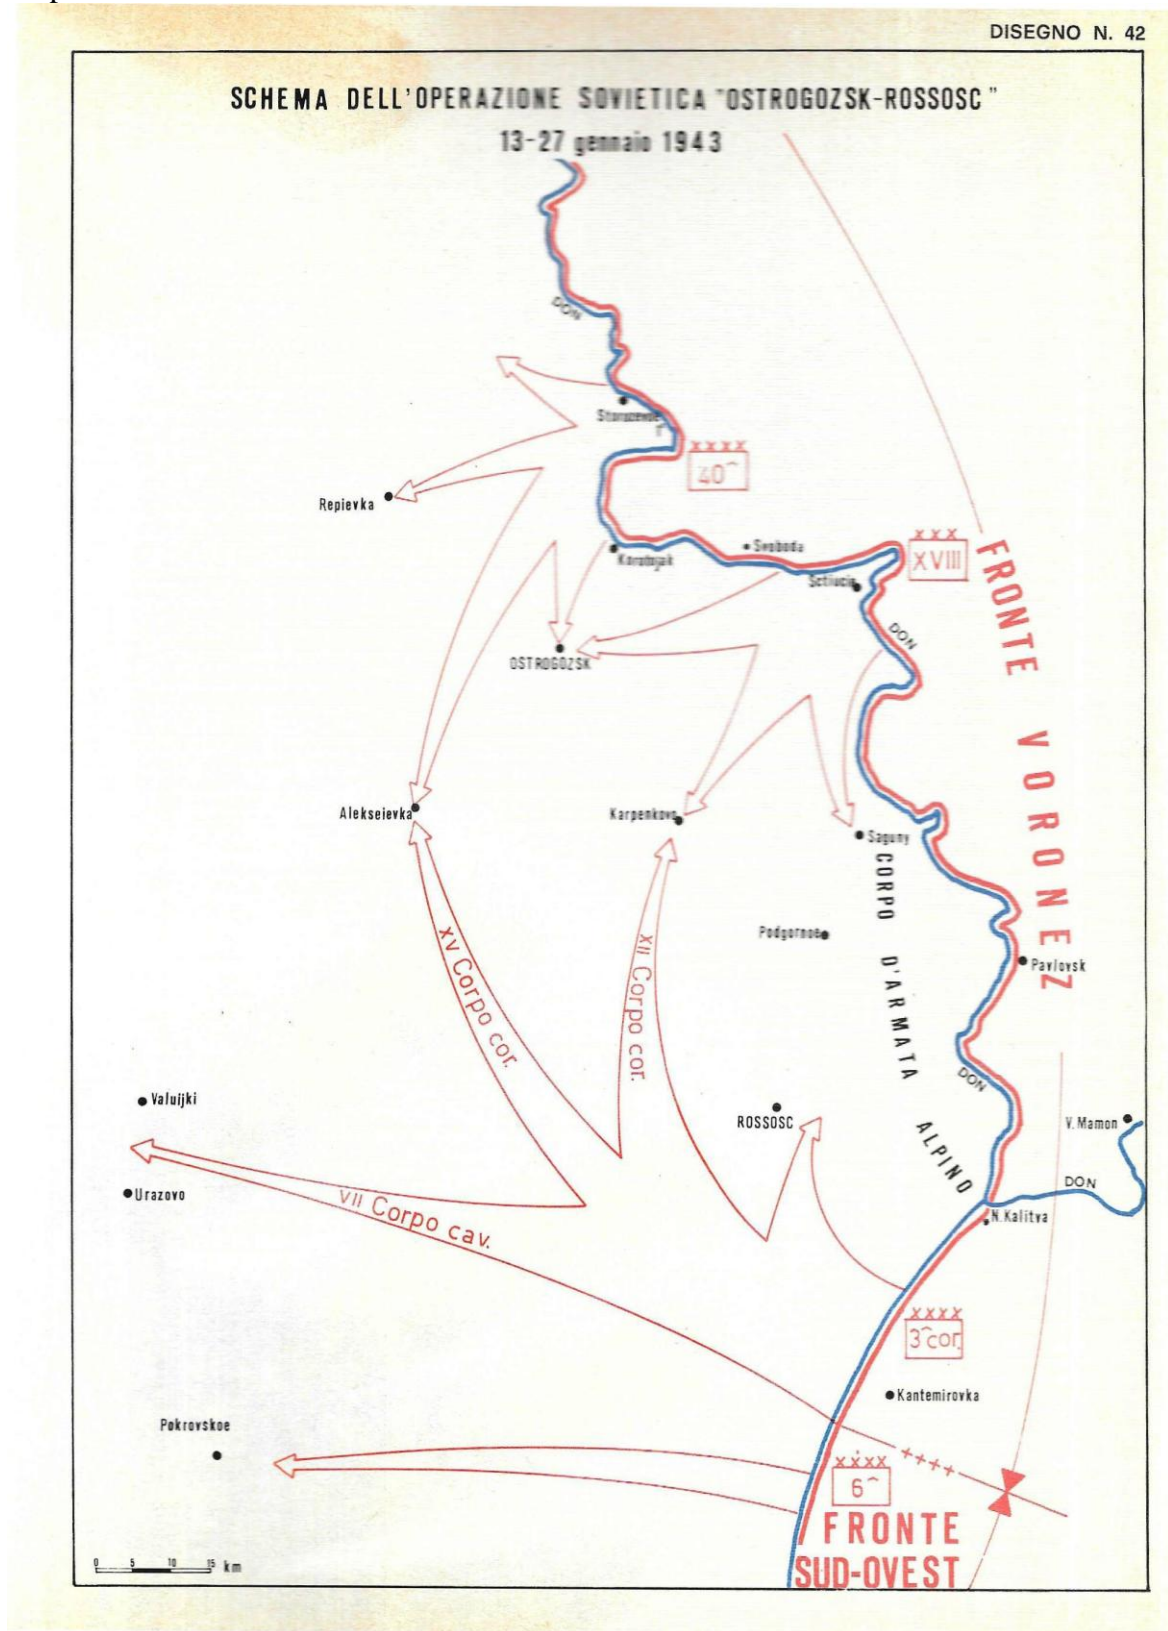 DISEGNO N. 42
SCHEMA DELL'OPERAZIONE SOVIETICA "OSTROGOZSK-ROSSOSC"
13-27 gennaio 1943
DON
Storozevoe
X X X X
40^
Repievka
Svoboda
X X X
XVIII
Korotojak
Sctiucie
FRONTE VORONEZ
DON
OSTROGOZSK
Alekseievka
Karpenkovo
Saguny
CORPO D'ARMATA ALPINO
Podgornoe
Pavlovsk
XV Corpo cor.
XII Corpo cor.
DON
Valuijki
ROSSOSC
V. Mamon
Urazovo
DON
VII Corpo cav.
N. Kalitva
X X X X
3^cor.
Kantemirovka
Pokrovskoe
X X X X
6^
FRONTE
SUD-OVEST
0 5 10 15 km